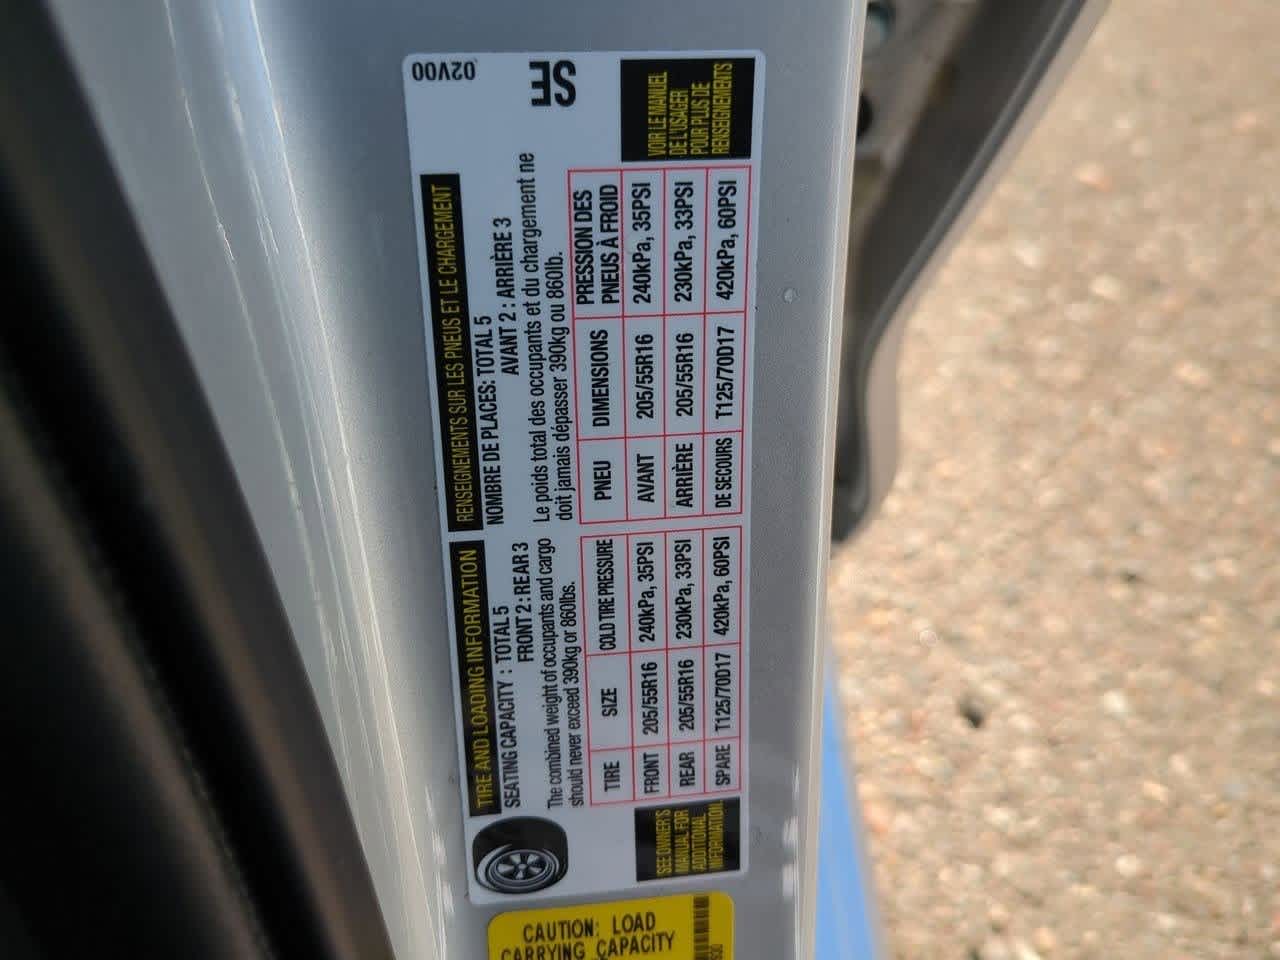 TIRE AND LOADING INFORMATION
SEATING CAPACITY : TOTAL 5
FRONT 2 : REAR 3
The combined weight of occupants and cargo
should never exceed 390kg or 860lbs.
TIRE SIZE COLD TIRE PRESSURE
FRONT 205/55R16 240kPa, 35PSI
REAR 205/55R16 230kPa, 33PSI
SPARE T125/70D17 420kPa, 60PSI
SEE OWNER'S
MANUAL FOR
ADDITIONAL
INFORMATION.
RENSEIGNEMENTS SUR LES PNEUS ET LE CHARGEMENT
NOMBRE DE PLACES: TOTAL 5
AVANT 2 : ARRIÈRE 3
Le poids total des occupants et du chargement ne
doit jamais dépasser 390kg ou 860lb.
PNEU DIMENSIONS PRESSION DES
PNEUS À FROID
AVANT 205/55R16 240kPa, 35PSI
ARRIÈRE 205/55R16 230kPa, 33PSI
DE SECOURS T125/70D17 420kPa, 60PSI
VOIR LE MANUEL
DE L'USAGER
POUR PLUS DE
RENSEIGNEMENTS
02V00
SE
CAUTION: LOAD
CARRYING CAPACITY